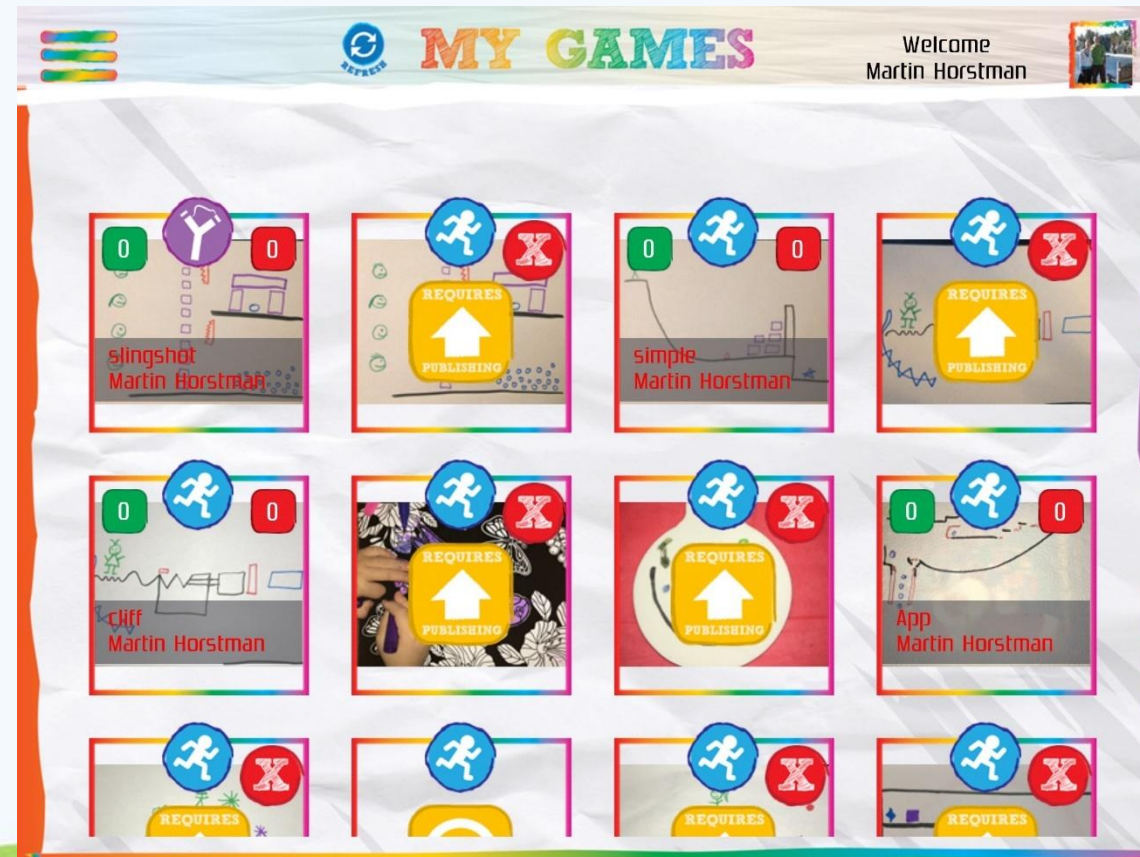 REFRESH
MY GAMES
Welcome
Martin Horstman
0
0
REQUIRES
PUBLISHING
X
0
0
REQUIRES
PUBLISHING
X
slingshot
Martin Horstman
simple
Martin Horstman
0
0
REQUIRES
PUBLISHING
X
REQUIRES
PUBLISHING
X
0
0
cliff
Martin Horstman
App
Martin Horstman
REQUIRES
X
REQUIRES
X
REQUIRES
X